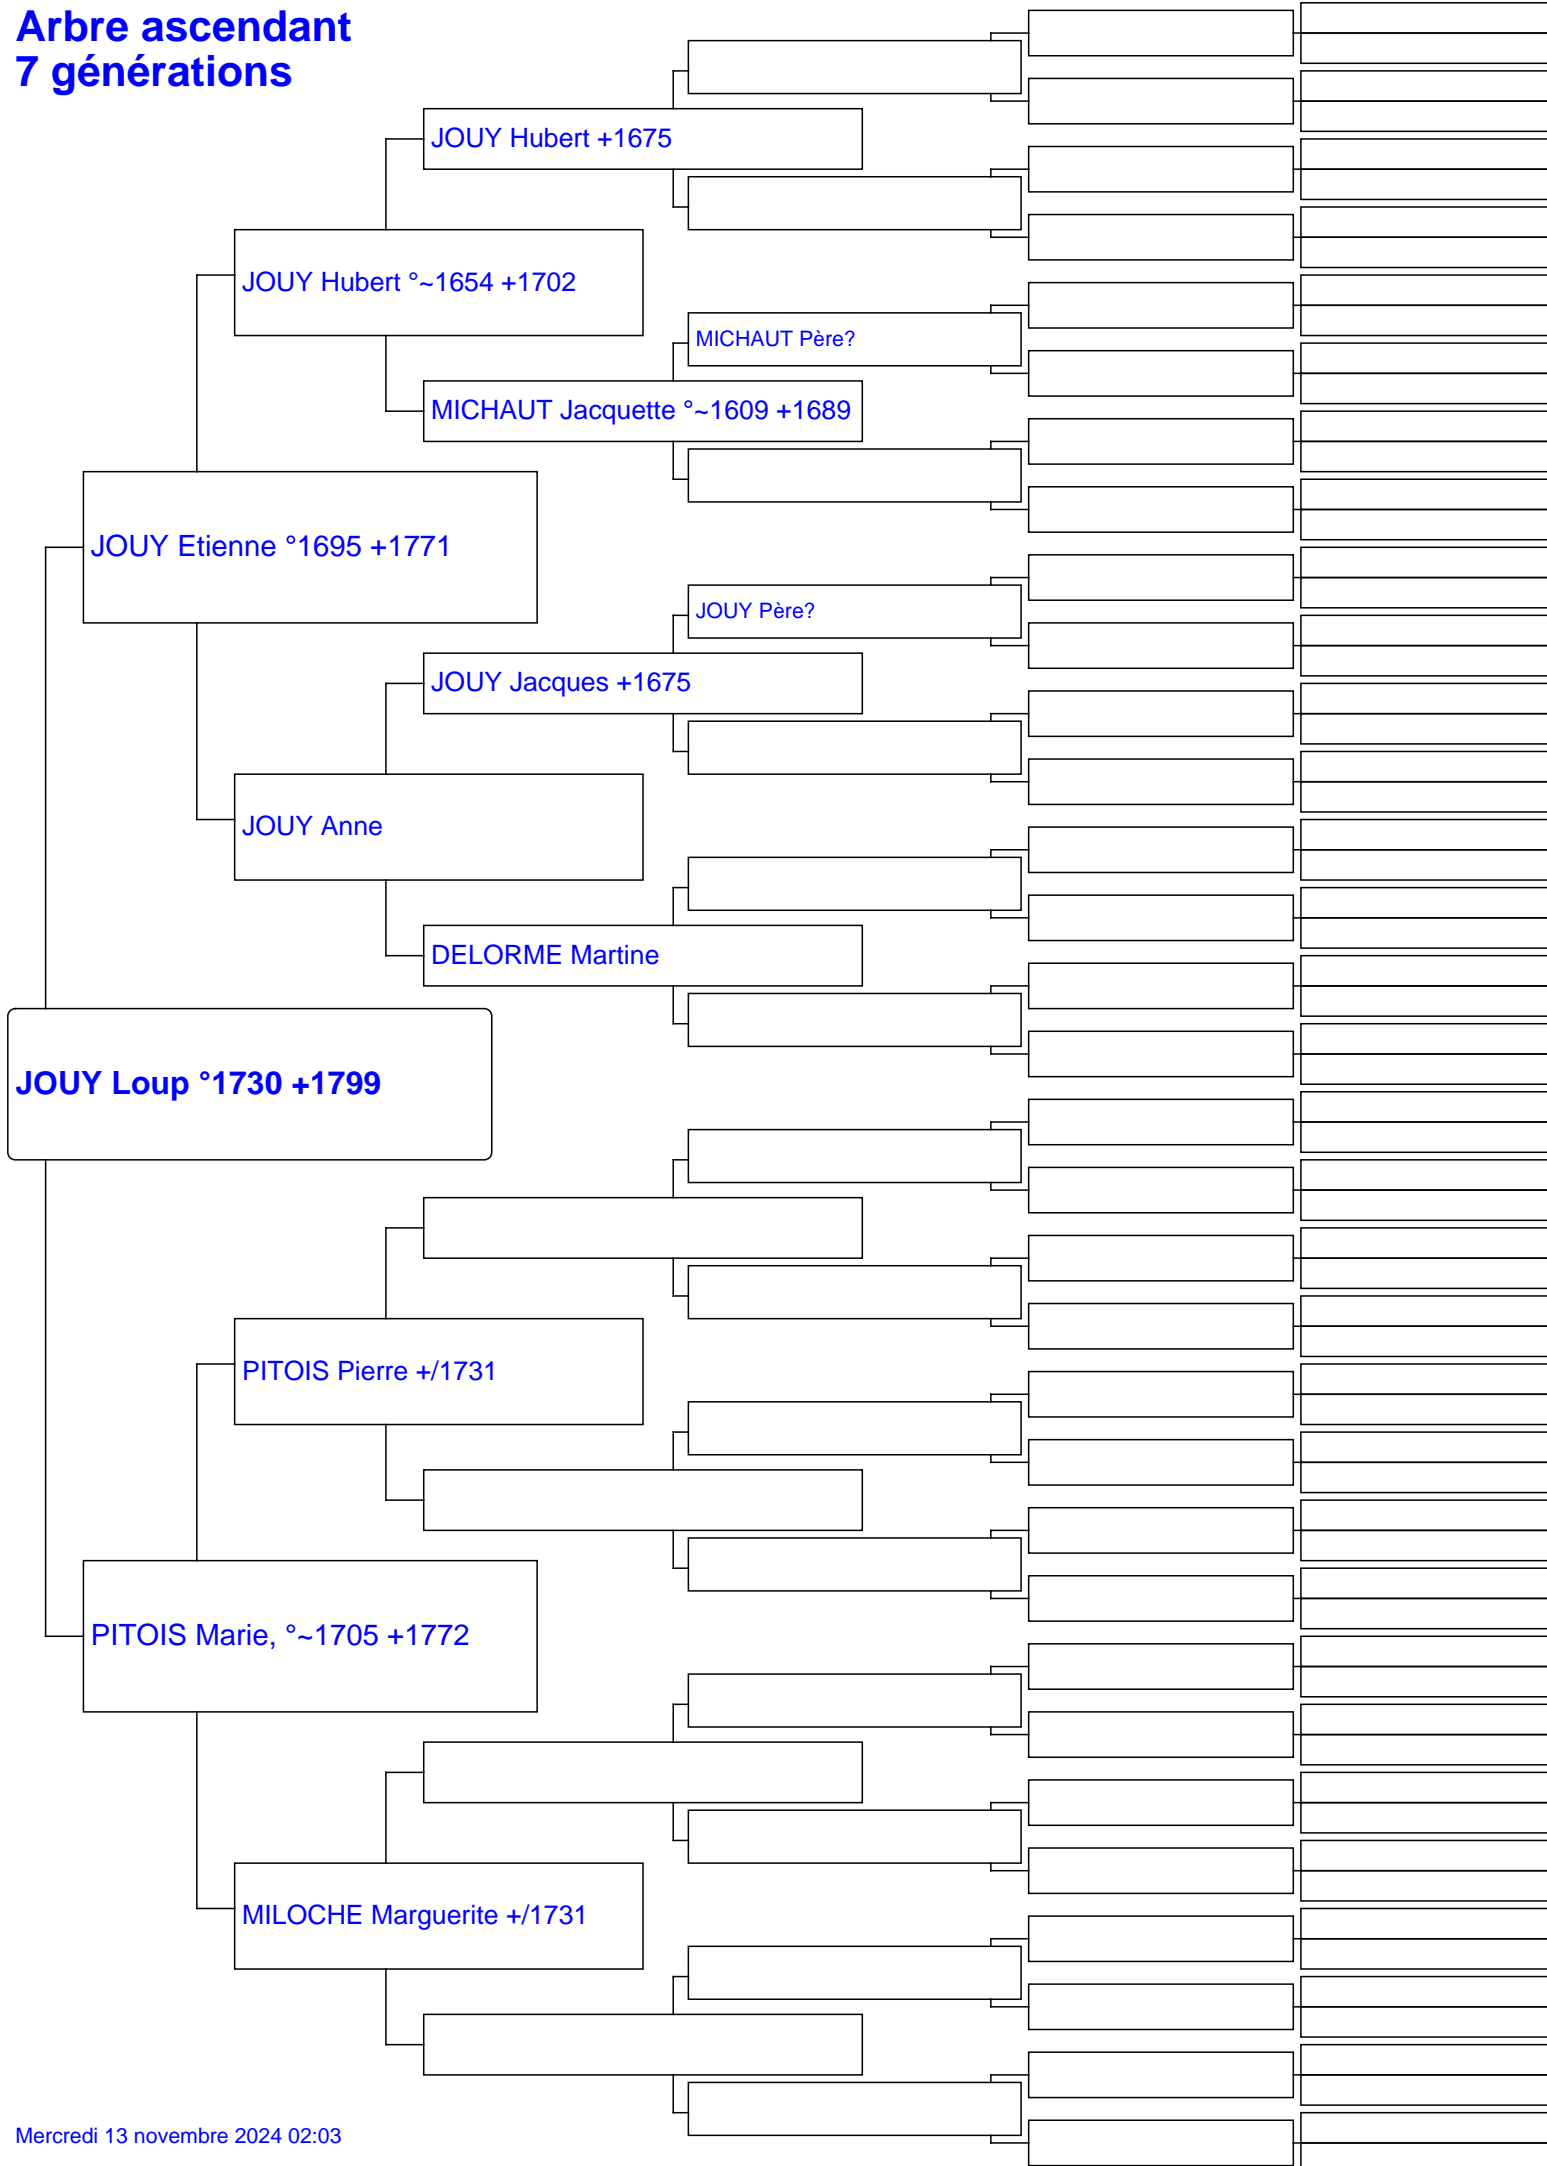 Arbre ascendant
7 générations
JOUY Hubert +1675
JOUY Hubert °~1654 +1702
MICHAUT Père?
MICHAUT Jacquette °~1609 +1689
JOUY Etienne °1695 +1771
JOUY Père?
JOUY Jacques +1675
JOUY Anne
DELORME Martine
JOUY Loup °1730 +1799
PITOIS Pierre +/1731
PITOIS Marie, °~1705 +1772
MILOCHE Marguerite +/1731
Mercredi 13 novembre 2024 02:03